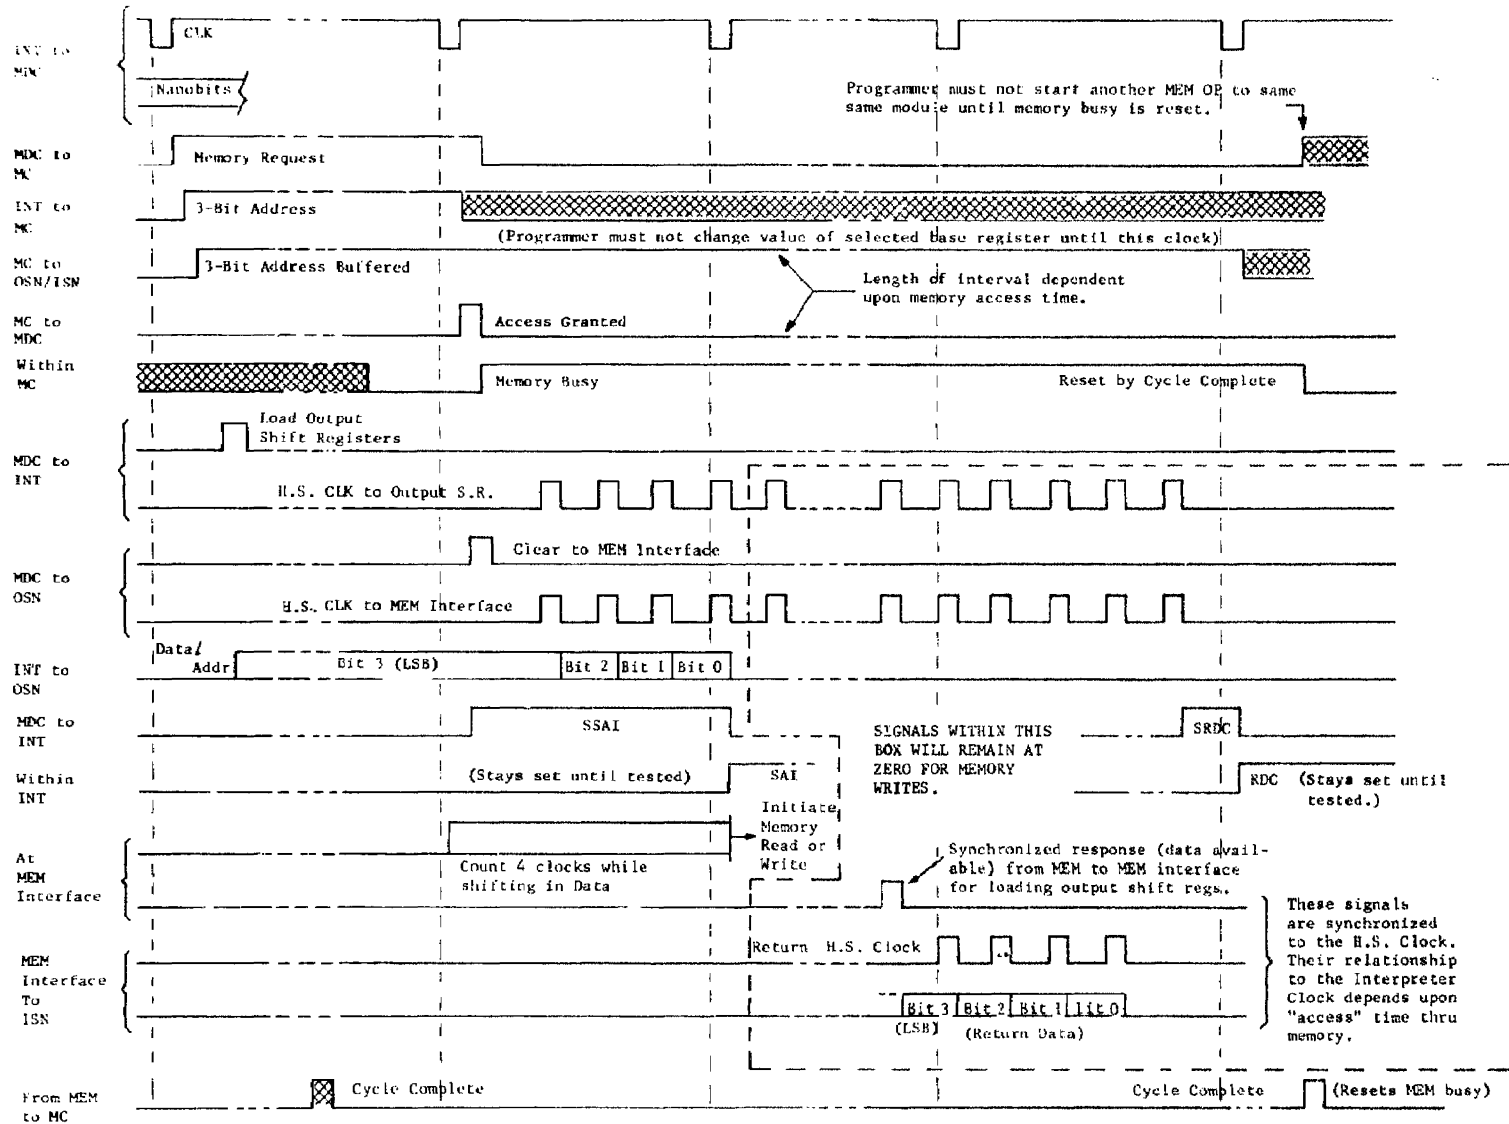 INT to
MDC
CLK
Nanobits
Programmer must not start another MEM OP to same
same module until memory busy is reset.
MDC to
MC
Memory Request
INT to
MC
3-Bit Address
(Programmer must not change value of selected base register until this clock)
MC to
OSN/ISN
3-Bit Address Buffered
Length of interval dependent
upon memory access time.
MC to
MDC
Access Granted
Within
MC
Memory Busy
Reset by Cycle Complete
Load Output
Shift Registers
MDC to
INT
H.S. CLK to Output S.R.
Clear to MEM Interface
MDC to
OSN
H.S. CLK to MEM Interface
Data/
Addr
Bit 3 (LSB)
Bit 2
Bit 1
Bit 0
INT to
OSN
MDC to
INT
SSAI
SIGNALS WITHIN THIS
BOX WILL REMAIN AT
ZERO FOR MEMORY
WRITES.
SRDC
Within
INT
(Stays set until tested)
SAI
RDC (Stays set until
tested.)
Initiate
Memory
Read or
Write
At
MEM
Interface
Count 4 clocks while
shifting in Data
Synchronized response (data avail-
able) from MEM to MEM interface
for loading output shift regs.
These signals
are synchronized
to the H.S. Clock.
Their relationship
to the Interpreter
Clock depends upon
"access" time thru
memory.
MEM
Interface
To
ISN
Return H.S. Clock
Bit 3
Bit 2
Bit 1
Bit 0
(LSB)
(Return Data)
From MEM
to MC
Cycle Complete
Cycle Complete
(Resets MEM busy)